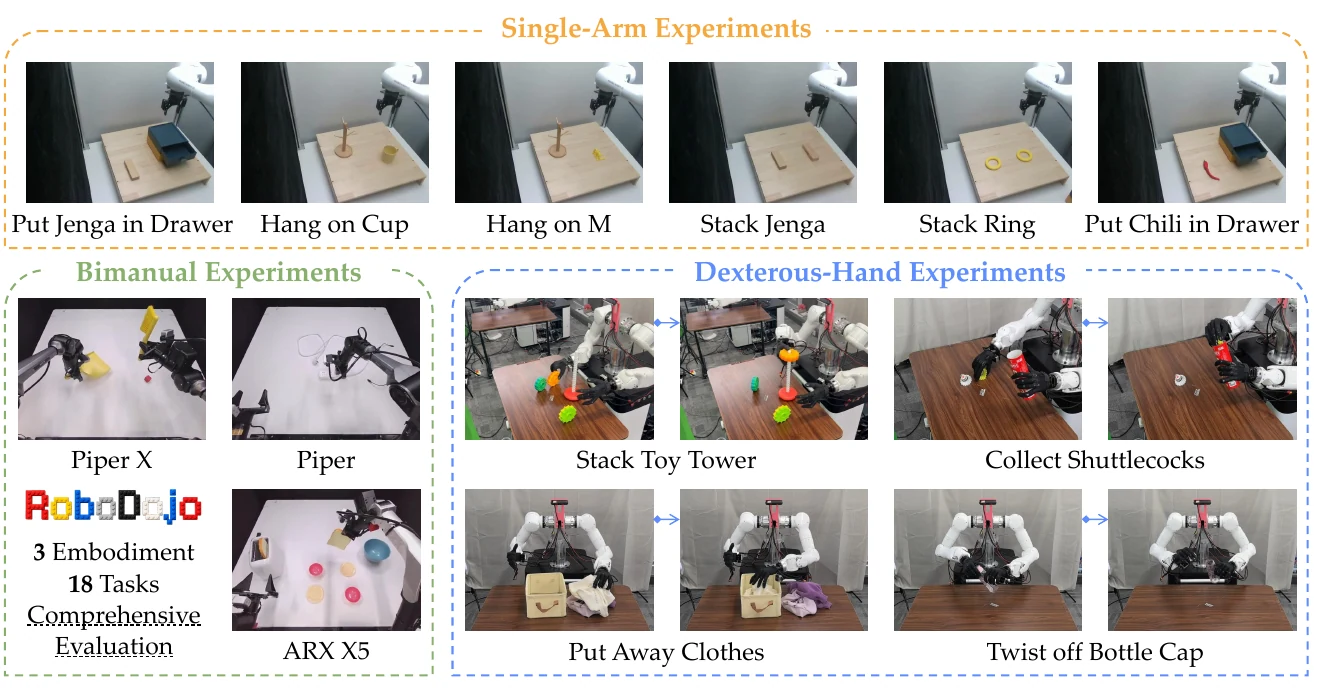 Single-Arm Experiments
Put Jenga in Drawer
Hang on Cup
Hang on M
Stack Jenga
Stack Ring
Put Chili in Drawer
Bimanual Experiments
Piper X
Piper
RoboDojo
3 Embodiment
18 Tasks
Comprehensive
Evaluation
ARX X5
Dexterous-Hand Experiments
Stack Toy Tower
Collect Shuttlecocks
Put Away Clothes
Twist off Bottle Cap